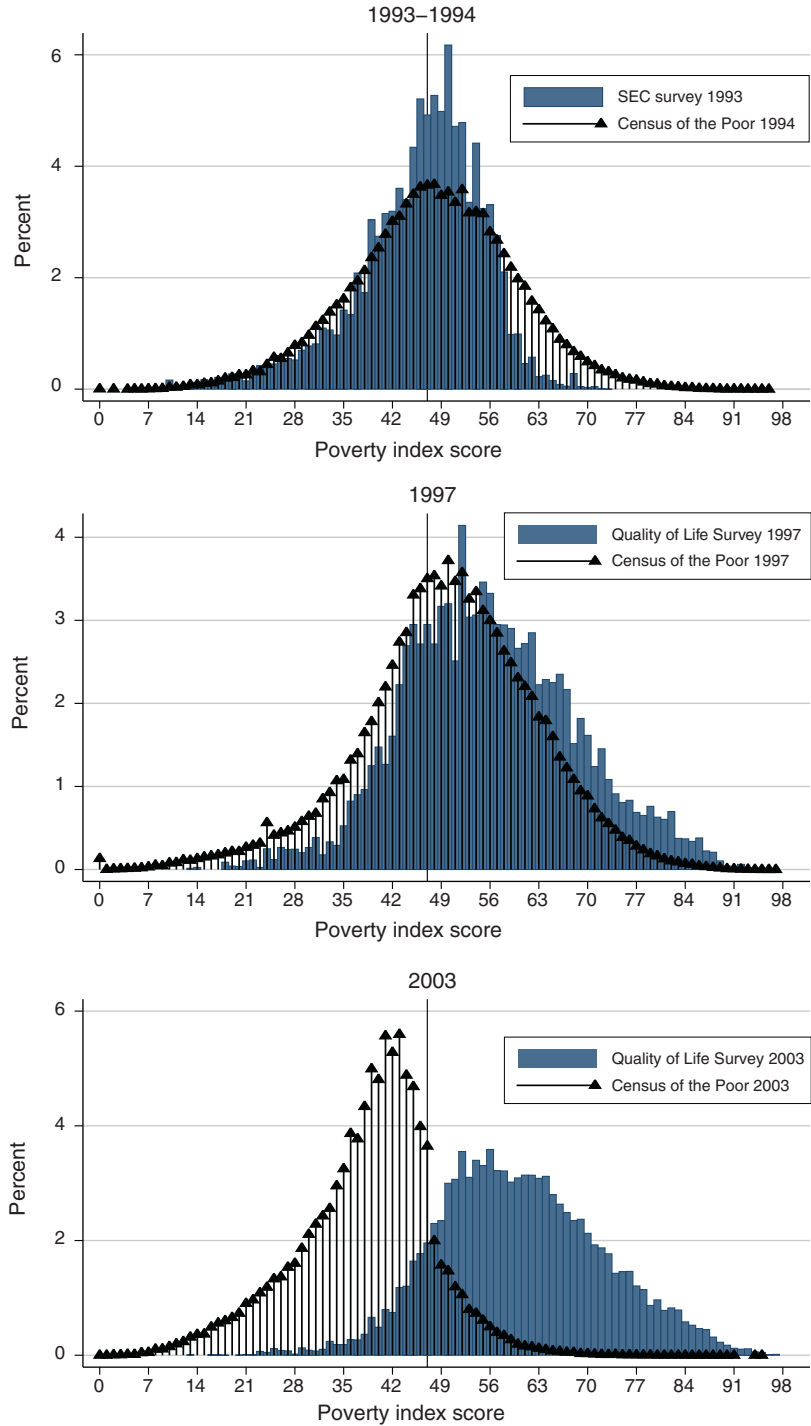 1993–1994
6
4
2
0
Percent
SEC survey 1993
Census of the Poor 1994
0 7 14 21 28 35 42 49 56 63 70 77 84 91 98
Poverty index score
1997
4
3
2
1
0
Percent
Quality of Life Survey 1997
Census of the Poor 1997
0 7 14 21 28 35 42 49 56 63 70 77 84 91 98
Poverty index score
2003
6
4
2
0
Percent
Quality of Life Survey 2003
Census of the Poor 2003
0 7 14 21 28 35 42 49 56 63 70 77 84 91 98
Poverty index score